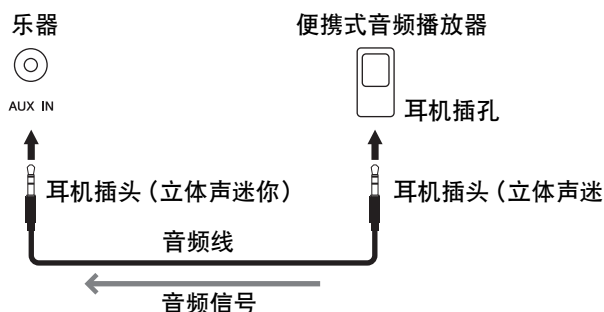 乐器
便携式音频播放器
AUX IN
耳机插孔
耳机插头（立体声迷你）
耳机插头（立体声迷
音频线
音频信号